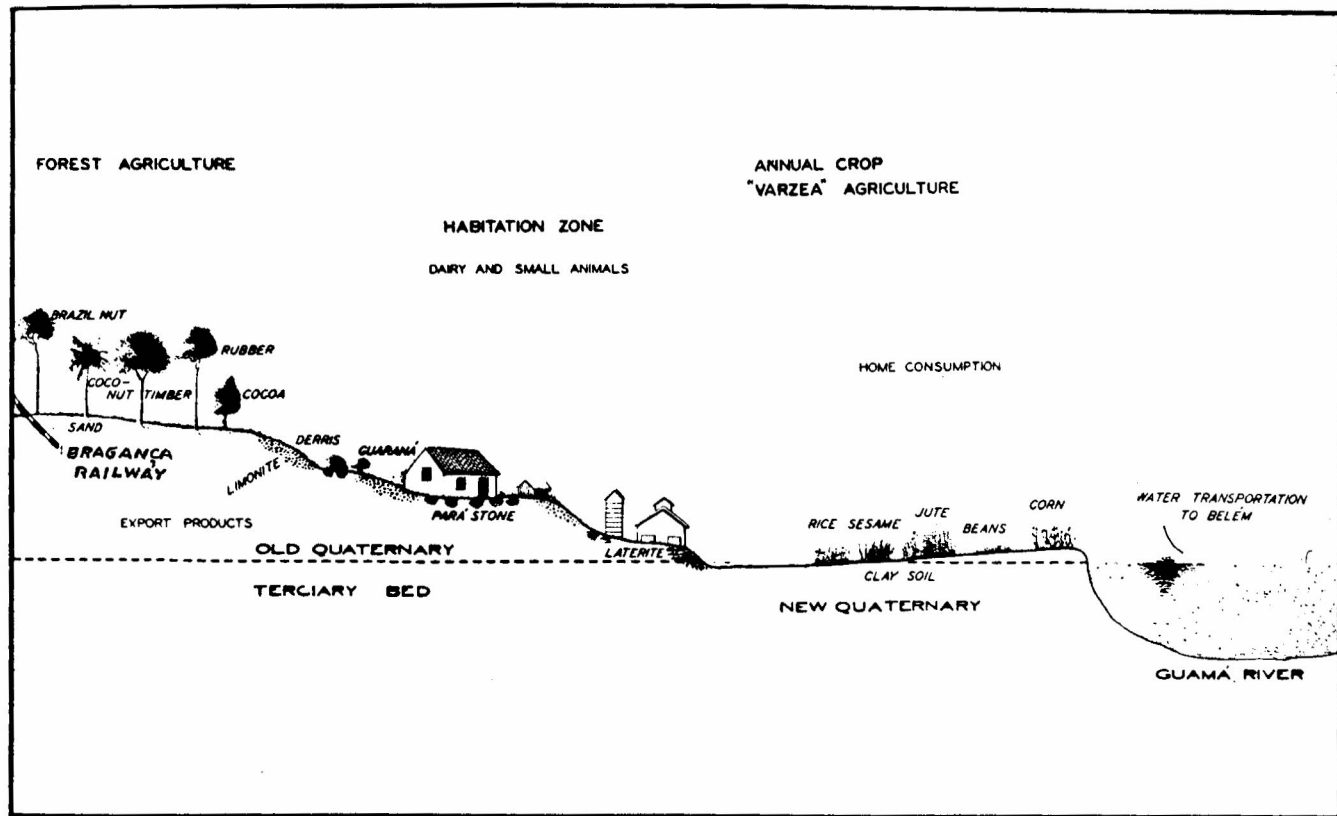 FOREST AGRICULTURE
ANNUAL CROP
"VARZEA" AGRICULTURE
HABITATION ZONE
DAIRY AND SMALL ANIMALS
BRAZIL NUT
RUBBER
COCO-
NUT TIMBER
COCOA
HOME CONSUMPTION
SAND
BRAGANÇA
RAILWAY
LIMONITE
DERRIS
GUARANÁ
PARÁ STONE
EXPORT PRODUCTS
OLD QUATERNARY
TERCIARY BED
LATERITE
RICE SESAME JUTE BEANS CORN
WATER TRANSPORTATION
TO BELÉM
CLAY SOIL
NEW QUATERNARY
GUAMÁ RIVER